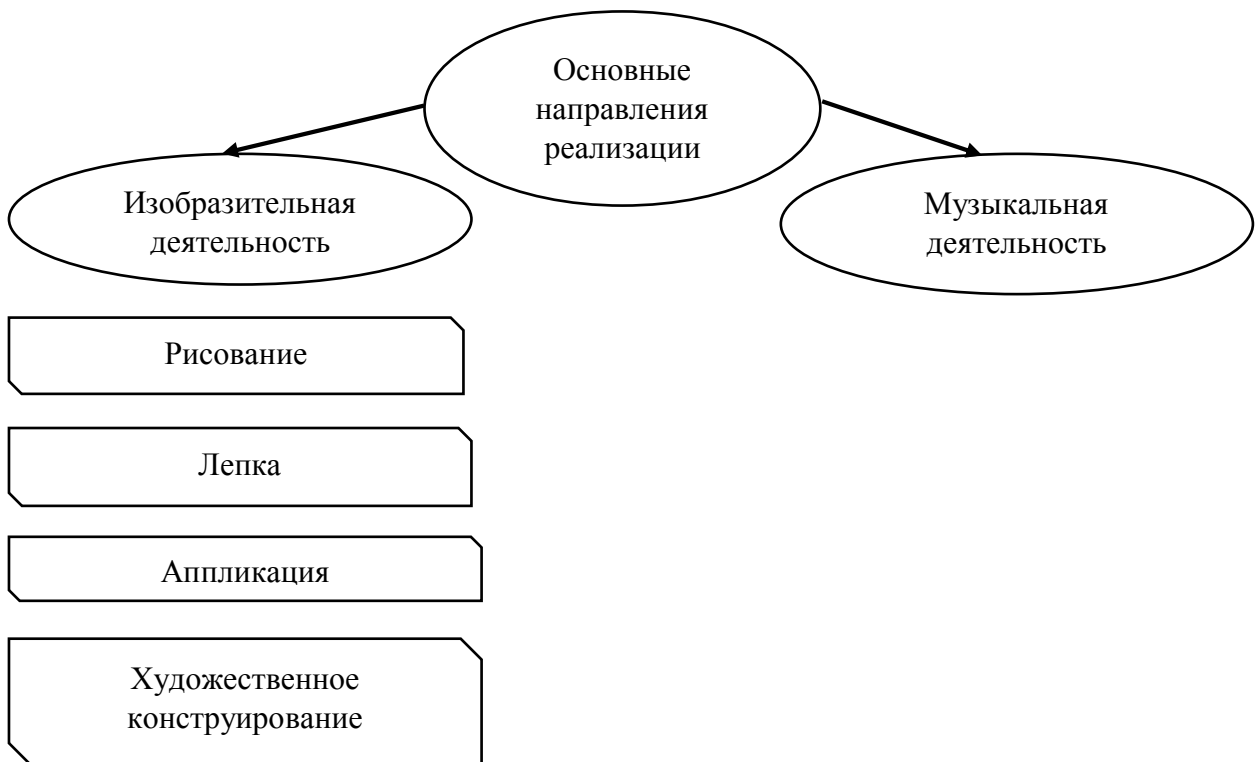 Основные
направления
реализации
Изобразительная
деятельность
Музыкальная
деятельность
Рисование
Лепка
Аппликация
Художественное
конструирование